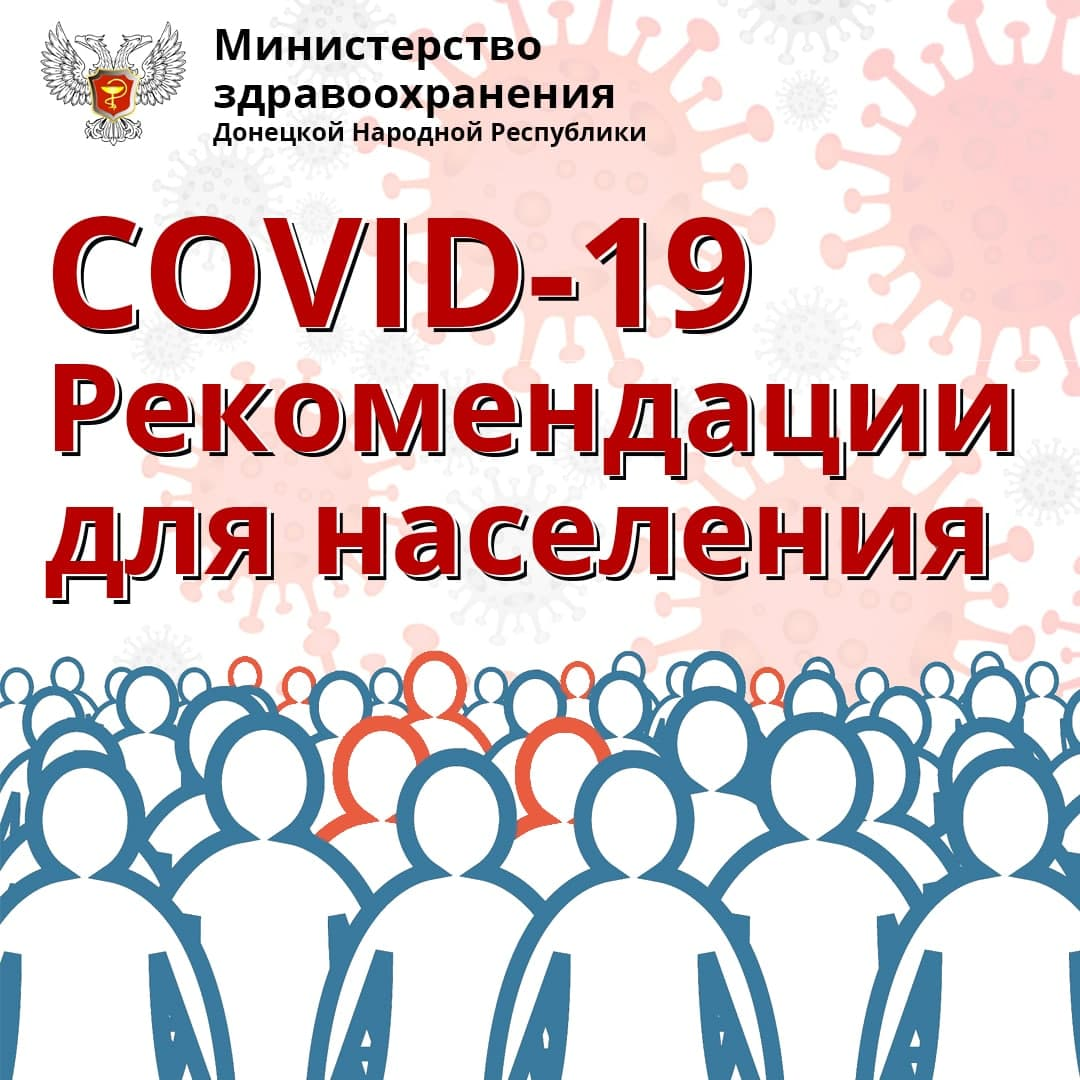 Министерство
здравоохранения
Донецкой Народной Республики
COVID-19
Рекомендации
для населения